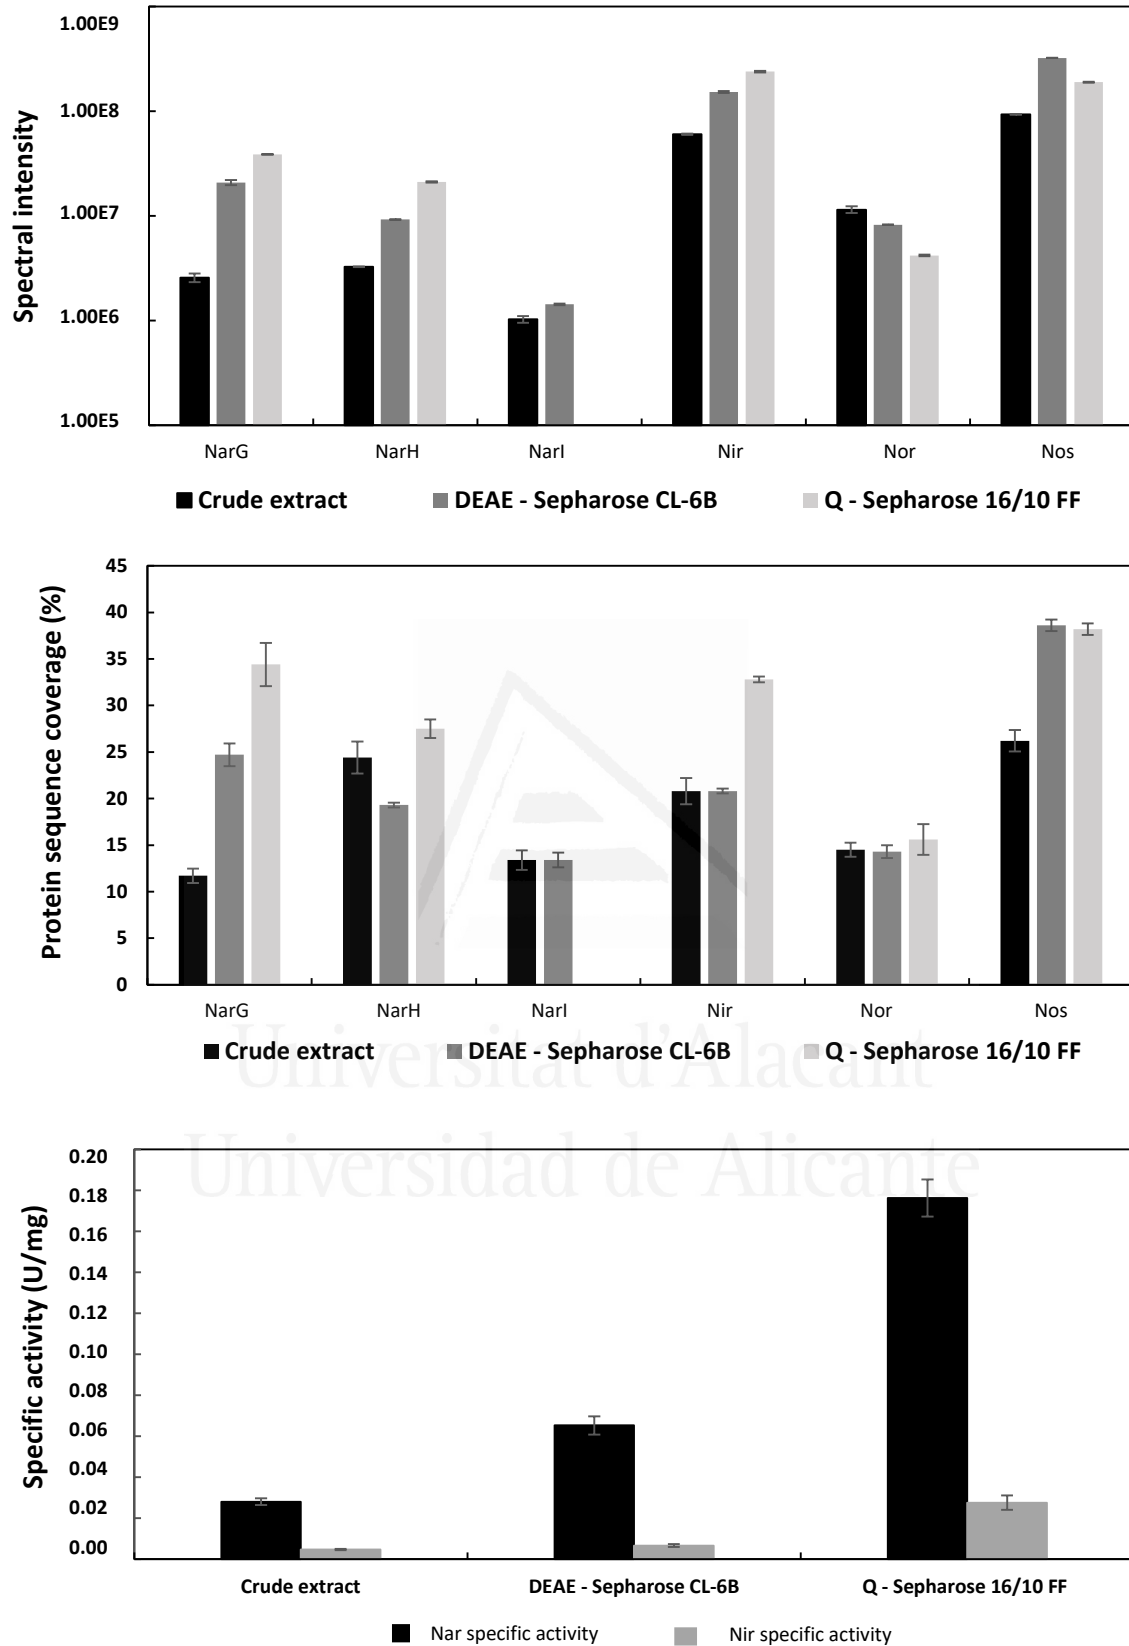 1.00E9
1.00E8
1.00E7
1.00E6
1.00E5
Spectral intensity
NarG NarH NarI Nir Nor Nos
Crude extract DEAE - Sepharose CL-6B Q - Sepharose 16/10 FF
45
40
35
30
25
20
15
10
5
0
Protein sequence coverage (%)
NarG NarH NarI Nir Nor Nos
Crude extract DEAE - Sepharose CL-6B Q - Sepharose 16/10 FF
Universitat d'Alacant
Universidad de Alicante
0.20
0.18
0.16
0.14
0.12
0.10
0.08
0.06
0.04
0.02
0.00
Specific activity (U/mg)
Crude extract DEAE - Sepharose CL-6B Q - Sepharose 16/10 FF
Nar specific activity Nir specific activity